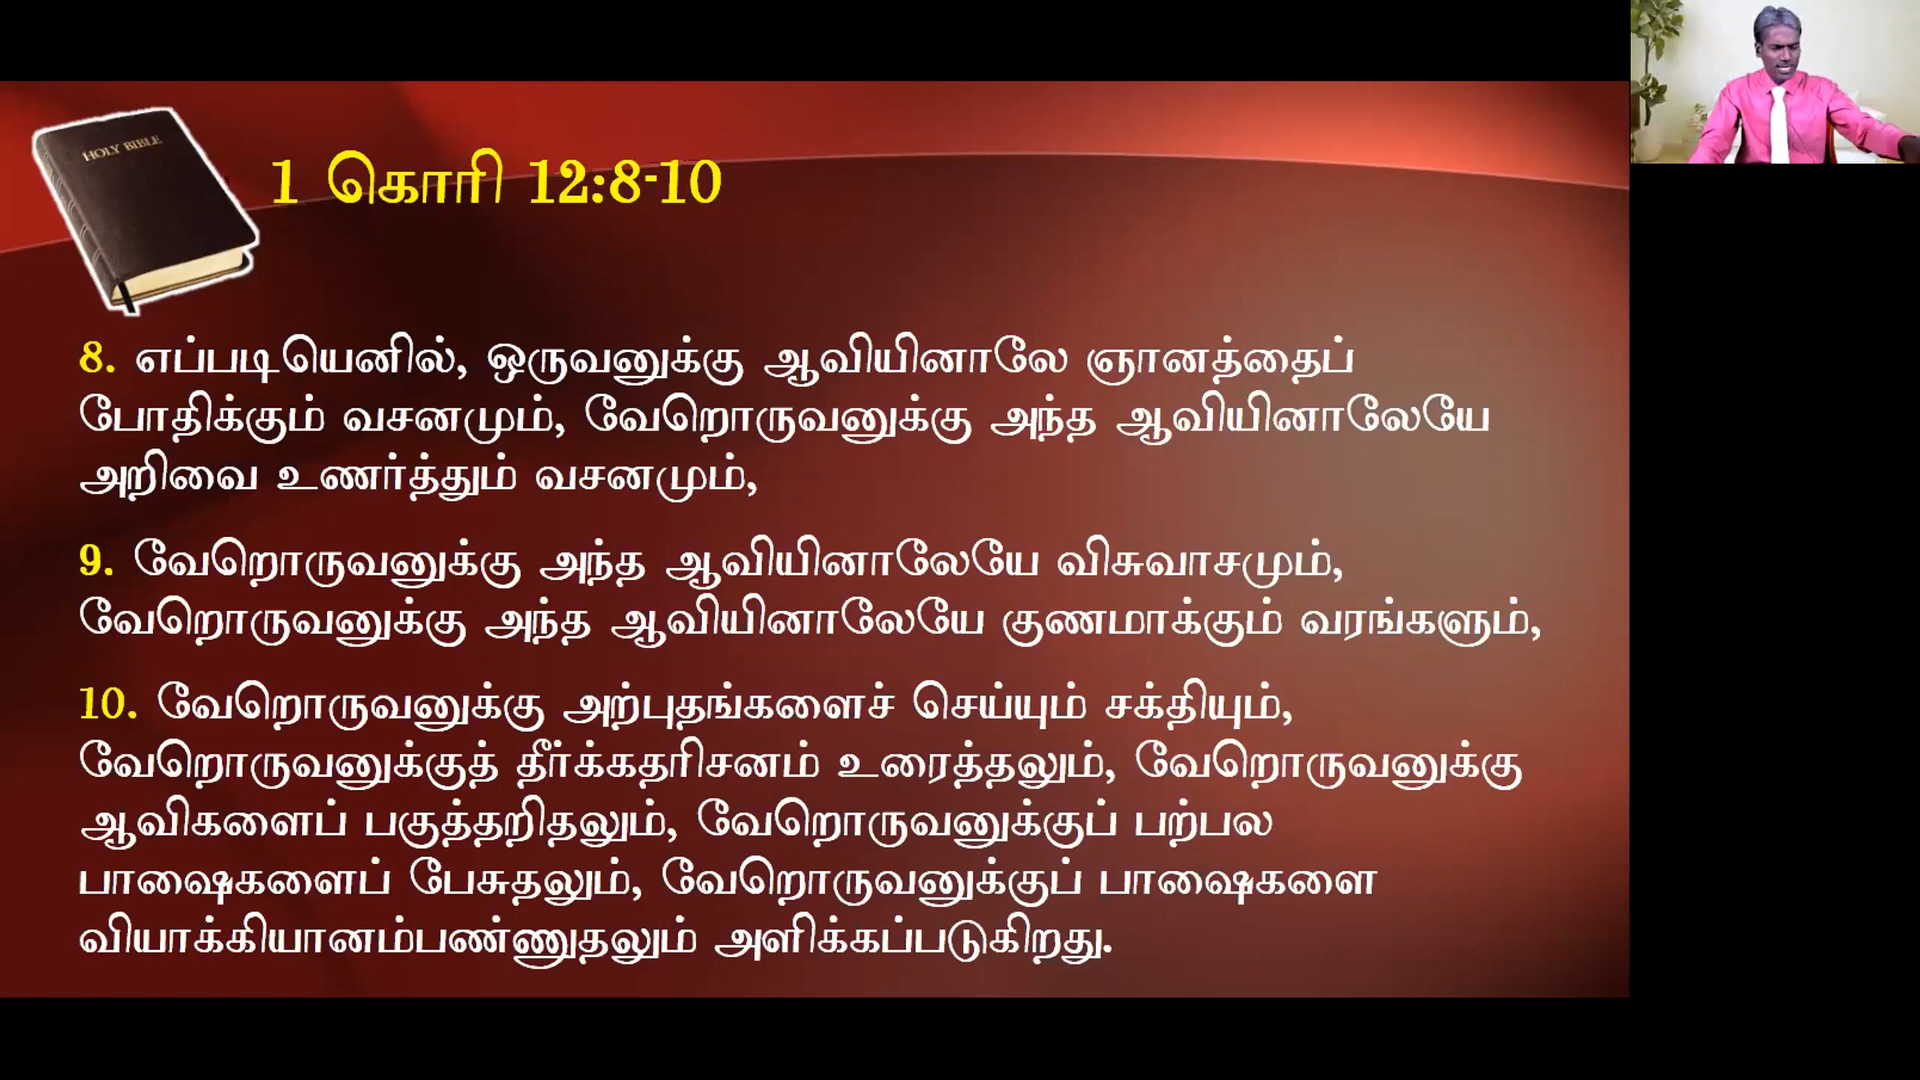 HOLY BIBLE
1 கொரி 12:8-10
8. எப்படியெனில், ஒருவனுக்கு ஆவியினாலே ஞானத்தைப்
போதிக்கும் வசனமும், வேறொருவனுக்கு அந்த ஆவியினாலேயே
அறிவை உணர்த்தும் வசனமும்,
9. வேறொருவனுக்கு அந்த ஆவியினாலேயே விசுவாசமும்,
வேறொருவனுக்கு அந்த ஆவியினாலேயே குணமாக்கும் வரங்களும்,
10. வேறொருவனுக்கு அற்புதங்களைச் செய்யும் சக்தியும்,
வேறொருவனுக்குத் தீர்க்கதரிசனம் உரைத்தலும், வேறொருவனுக்கு
ஆவிகளைப் பகுத்தறிதலும், வேறொருவனுக்குப் பற்பல
பாஷைகளைப் பேசுதலும், வேறொருவனுக்குப் பாஷைகளை
வியாக்கியானம்பண்ணுதலும் அளிக்கப்படுகிறது.